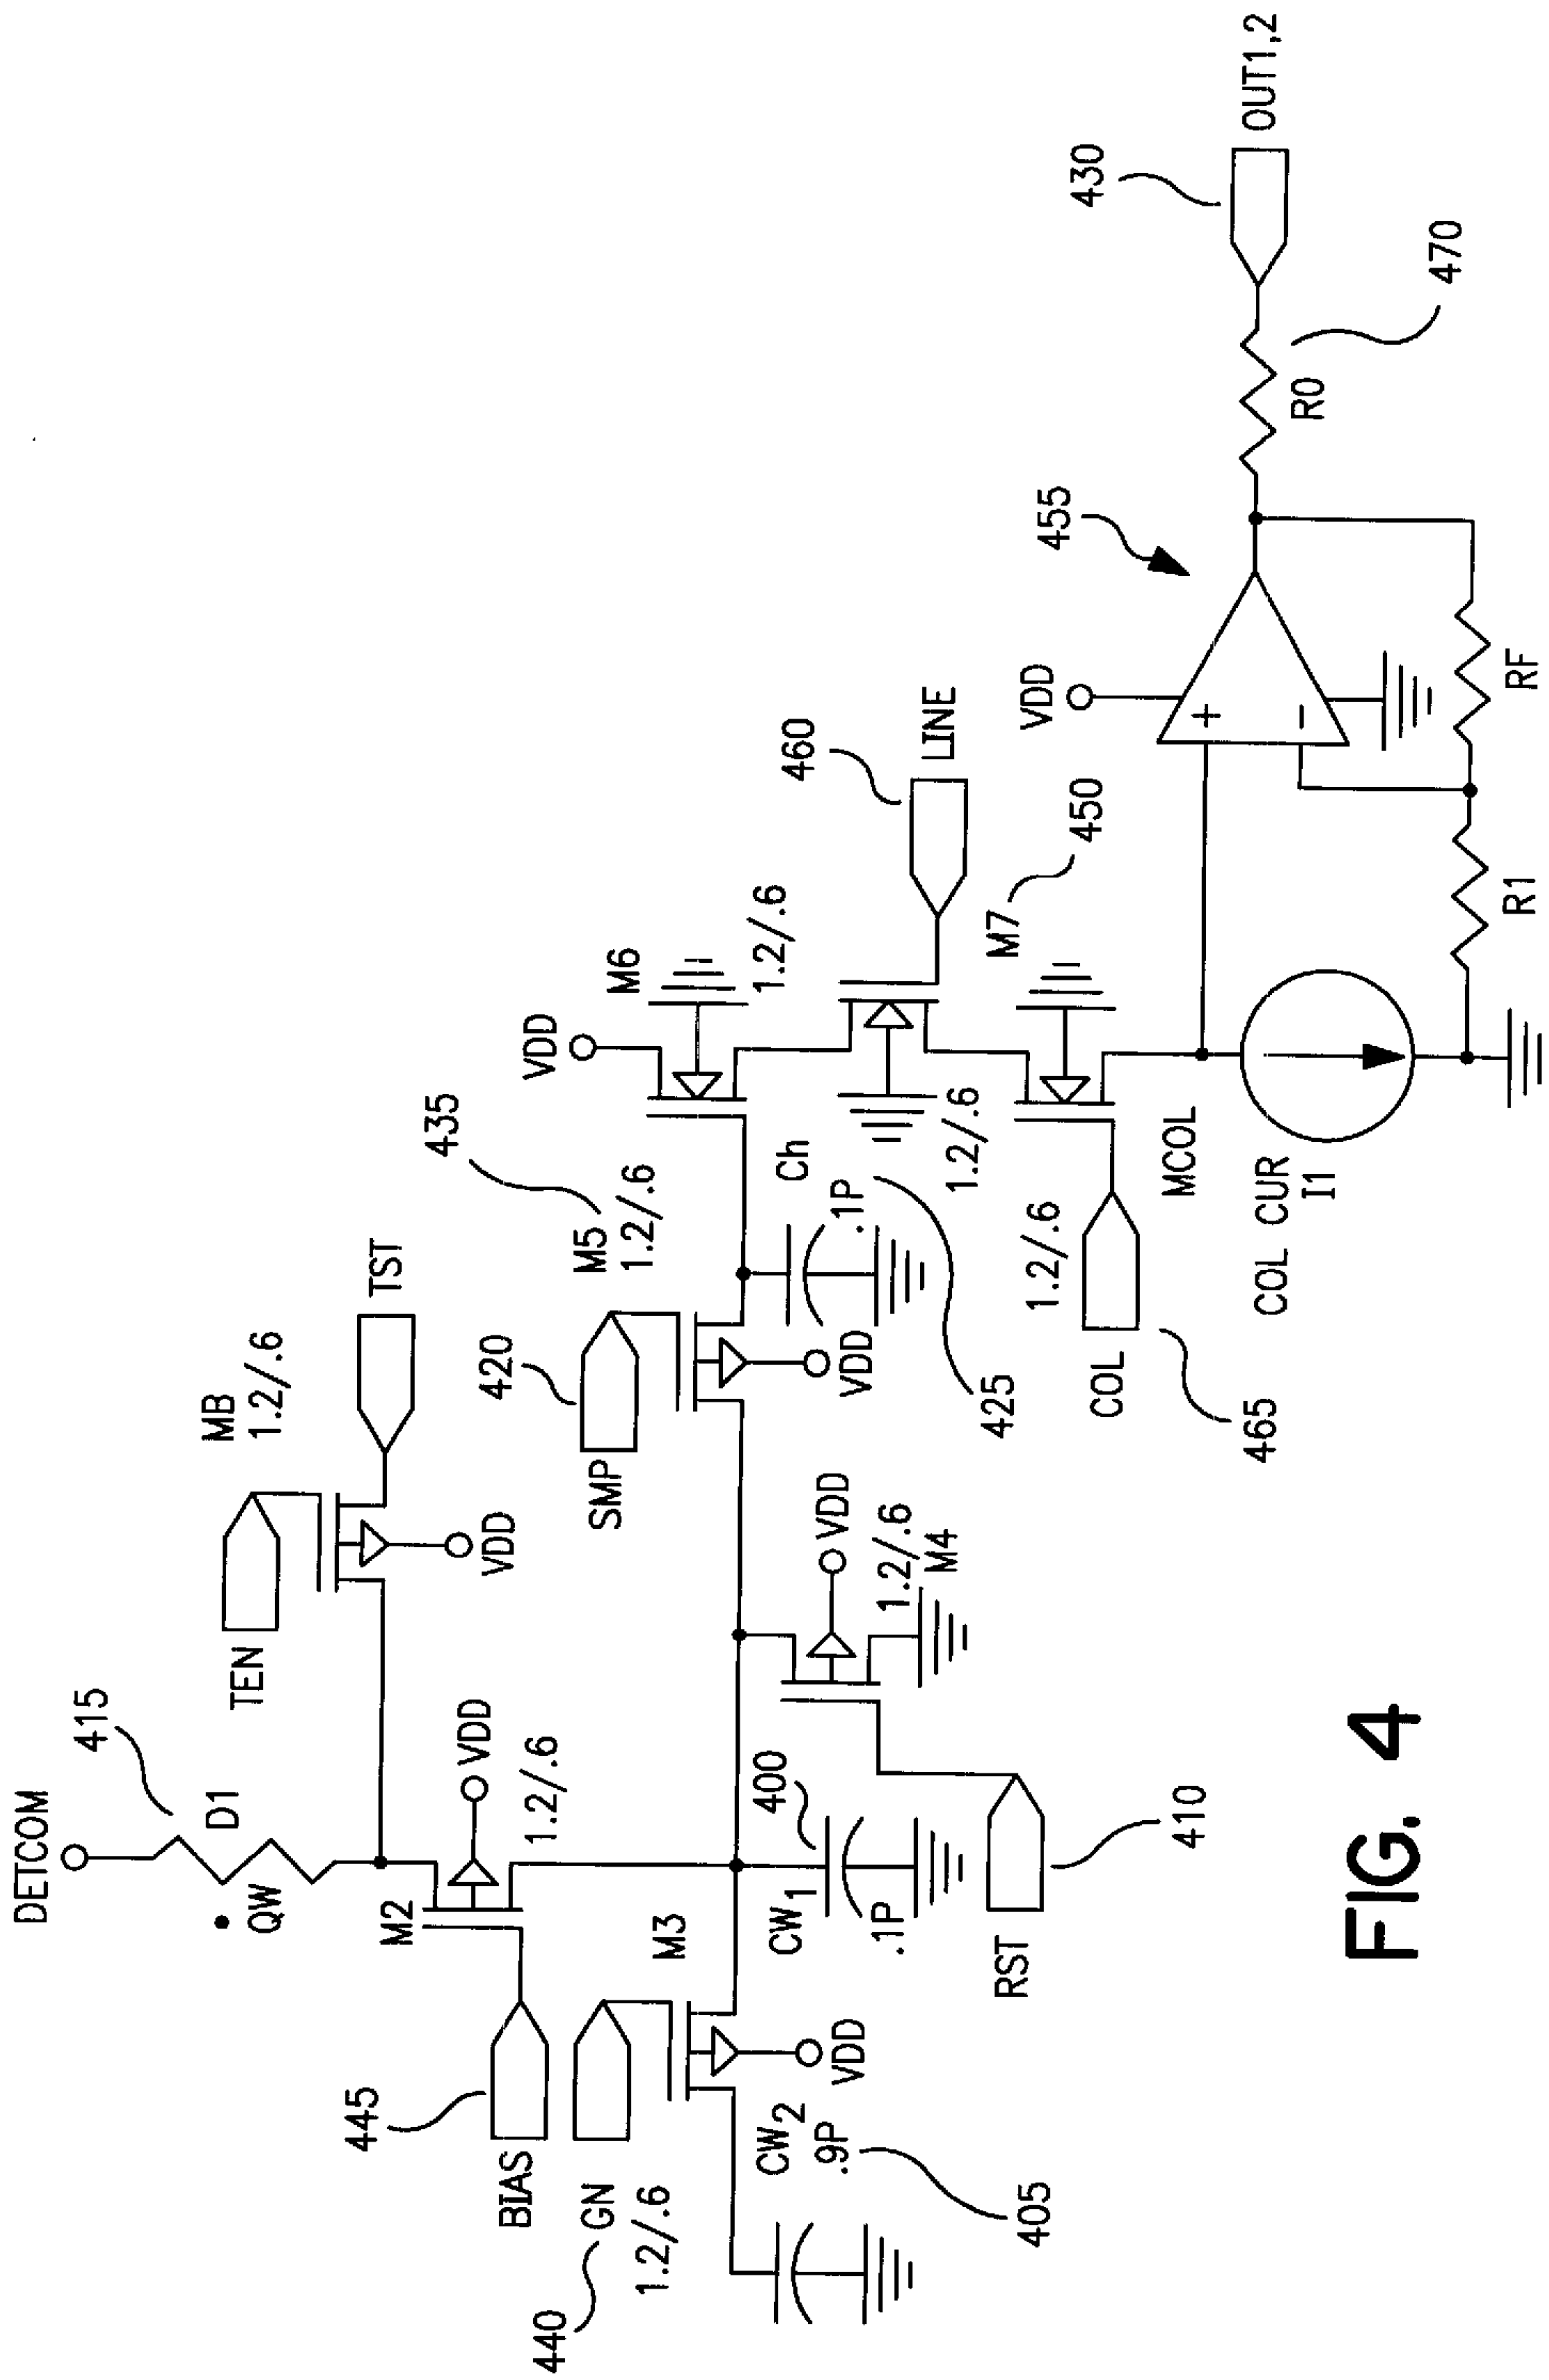 DETCOM
415
D1
• QW
MB
1.2/.6
TST
TEN
VDD
M2
VDD
1.2/.6
445
BIAS
440
GN
1.2/.6
M3
VDD
CW2
.9P
405
CW1
.1P
400
RST
410
VDD
1.2/.6
M4
420
SMP
VDD
435
M5
1.2/.6
Ch
.1P
425
VDD
M6
1.2/.6
460
LINE
1.2/.6
M7
450
1.2/.6
COL
465
MCOL
COL CUR
I1
VDD
+
−
455
R1
RF
R0
470
430
OUT1,2
FIG. 4